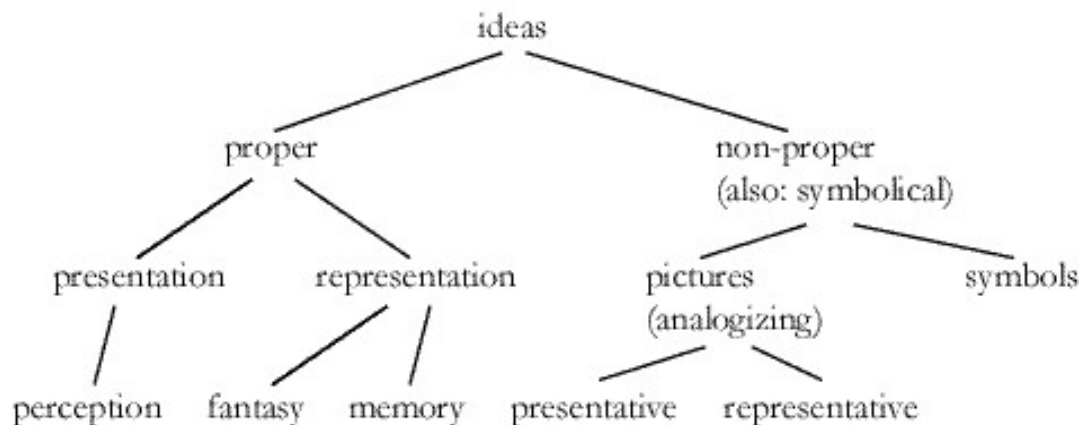 ideas
proper non-proper
(also: symbolical)
presentation representation pictures symbols
(analogizing)
perception fantasy memory presentative representative